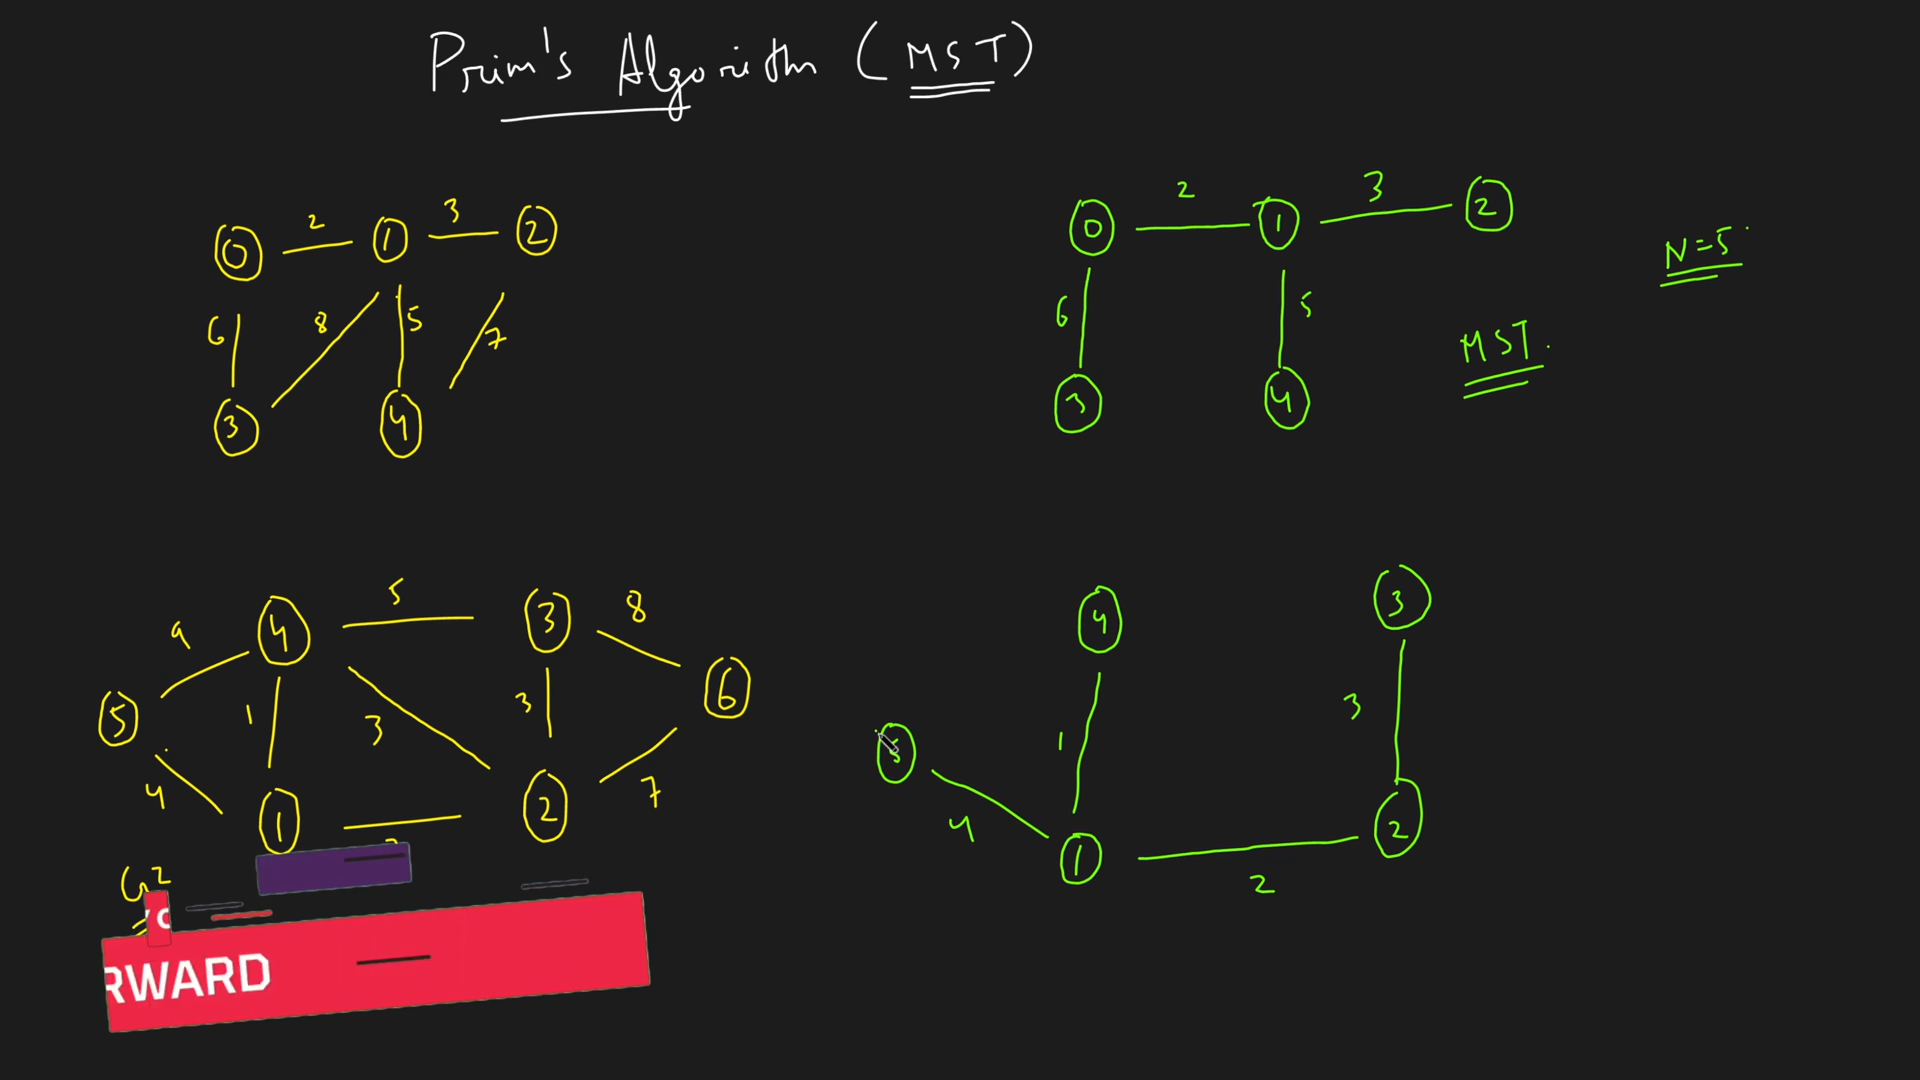 Prim's Algorithm (MST)
2 3
0 1 2
6 8 5 7
3 4
2 3
0 1 2
6 5
3 4
N=5
MST.
5 8
9 4 3
5 1 3 3 6
4 7
1 2
G2
RWARD
4 3
1 3
5
4 1 2
2